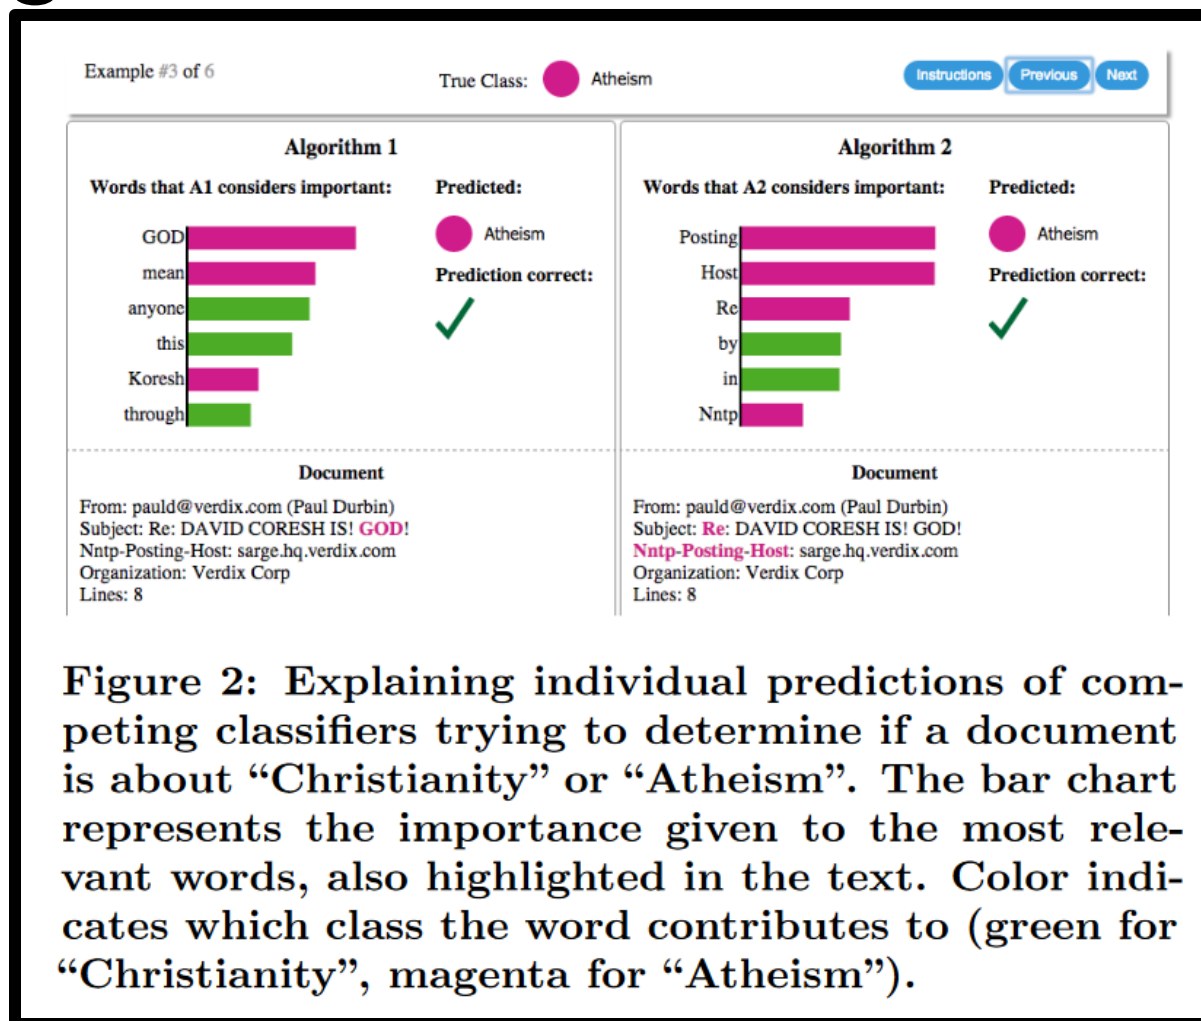 Example #3 of 6
True Class: Atheism
Instructions Previous Next
Algorithm 1
Words that A1 considers important: Predicted:
GOD
mean
anyone
this
Koresh
through
Atheism
Prediction correct:
Document
From: pauld@verdix.com (Paul Durbin)
Subject: Re: DAVID CORESH IS! GOD!
Nntp-Posting-Host: sarge.hq.verdix.com
Organization: Verdix Corp
Lines: 8
Algorithm 2
Words that A2 considers important: Predicted:
Posting
Host
Re
by
in
Nntp
Atheism
Prediction correct:
Document
From: pauld@verdix.com (Paul Durbin)
Subject: Re: DAVID CORESH IS! GOD!
Nntp-Posting-Host: sarge.hq.verdix.com
Organization: Verdix Corp
Lines: 8
Figure 2: Explaining individual predictions of com-
peting classifiers trying to determine if a document
is about “Christianity” or “Atheism”. The bar chart
represents the importance given to the most rele-
vant words, also highlighted in the text. Color indi-
cates which class the word contributes to (green for
“Christianity”, magenta for “Atheism”).